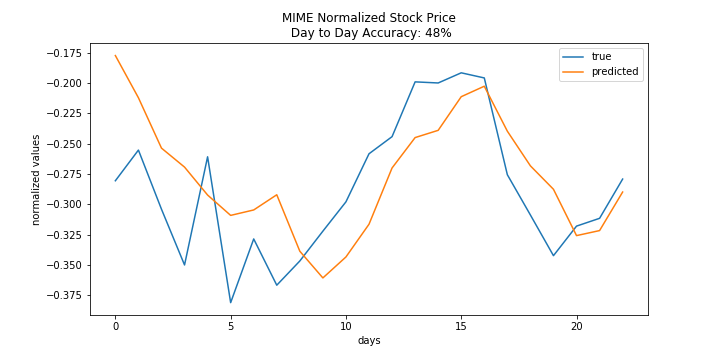 MIME Normalized Stock Price
Day to Day Accuracy: 48%
true
predicted
normalized values
−0.175
−0.200
−0.225
−0.250
−0.275
−0.300
−0.325
−0.350
−0.375
0
5
10
15
20
days